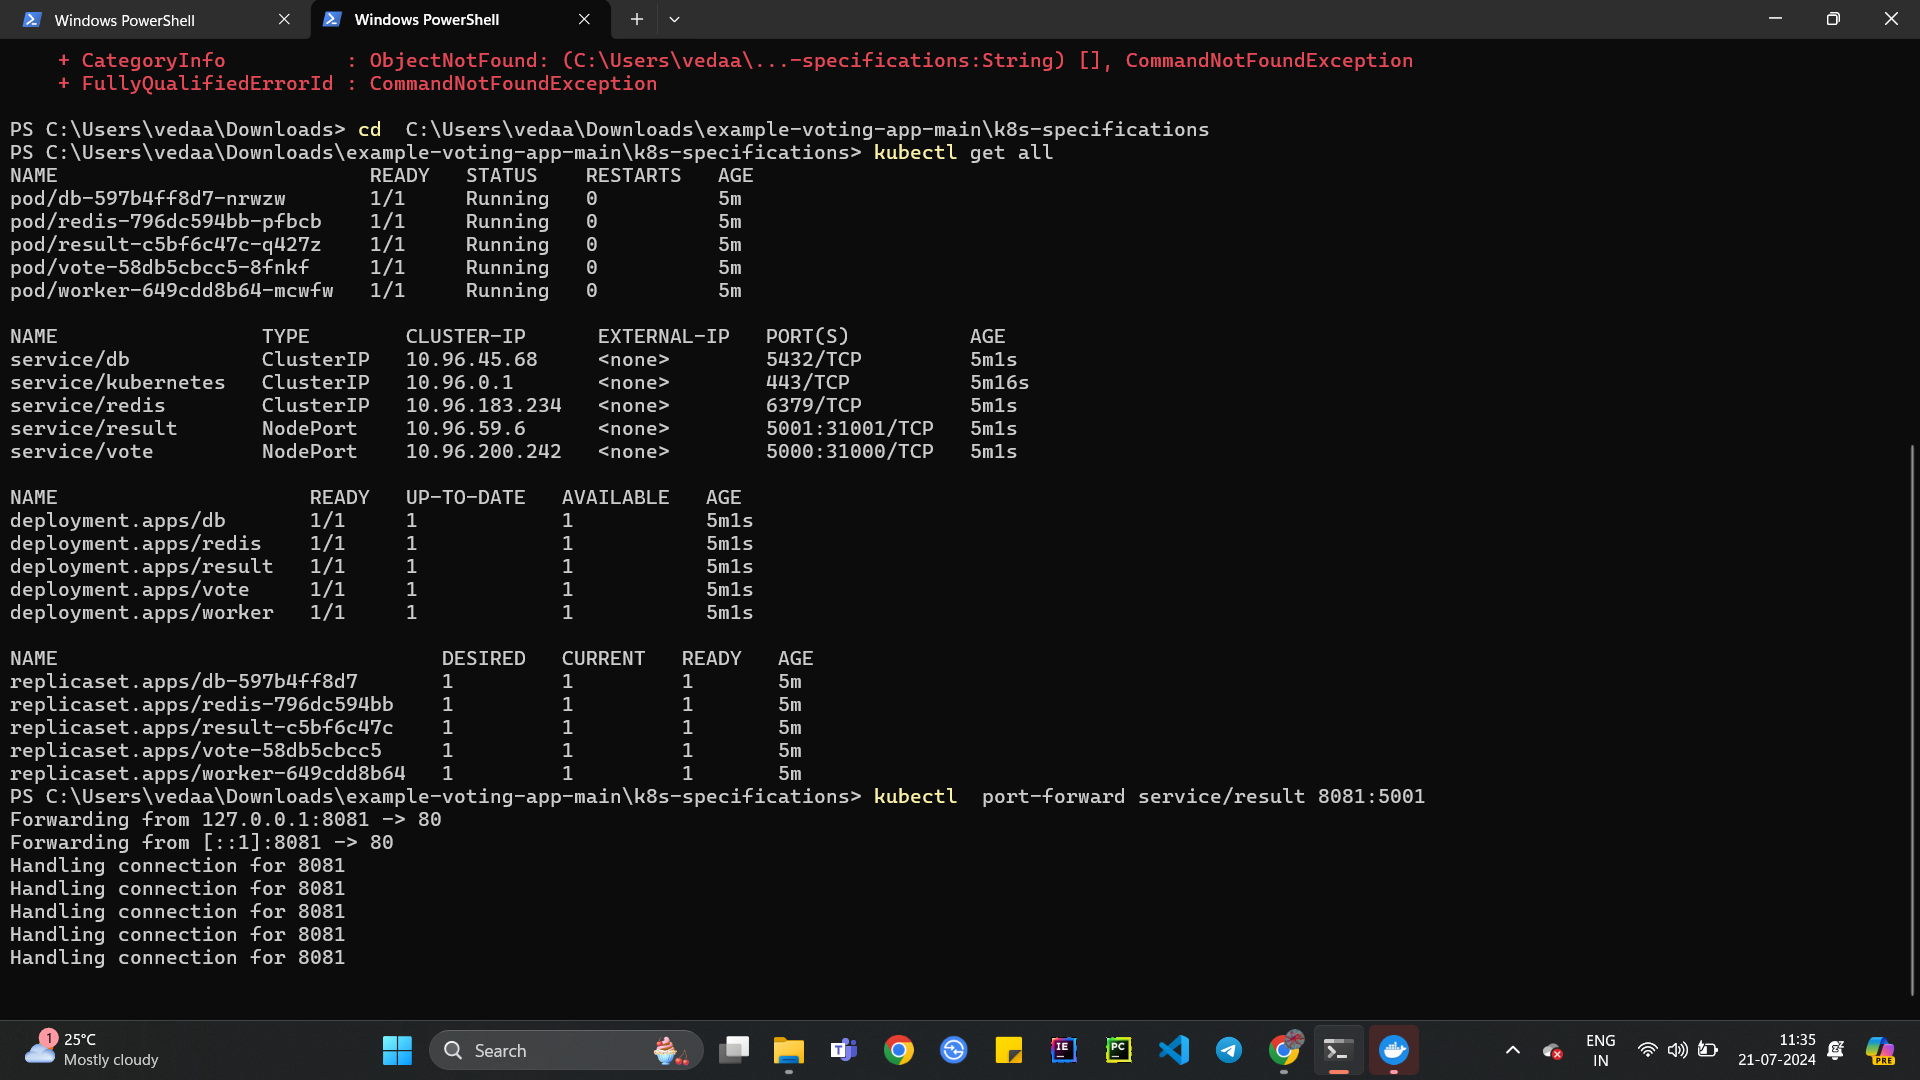 Windows PowerShell
Windows PowerShell
+ CategoryInfo          : ObjectNotFound: (C:\Users\vedaa\...-specifications:String) [], CommandNotFoundException
+ FullyQualifiedErrorId : CommandNotFoundException
PS C:\Users\vedaa\Downloads> cd  C:\Users\vedaa\Downloads\example-voting-app-main\k8s-specifications
PS C:\Users\vedaa\Downloads\example-voting-app-main\k8s-specifications> kubectl get all
NAME                          READY   STATUS    RESTARTS   AGE
pod/db-597b4ff8d7-nrwzw       1/1     Running   0          5m
pod/redis-796dc594bb-pfbcb    1/1     Running   0          5m
pod/result-c5bf6c47c-q427z    1/1     Running   0          5m
pod/vote-58db5cbcc5-8fnkf     1/1     Running   0          5m
pod/worker-649cdd8b64-mcwfw   1/1     Running   0          5m
NAME                 TYPE        CLUSTER-IP      EXTERNAL-IP   PORT(S)          AGE
service/db           ClusterIP   10.96.45.68     <none>        5432/TCP         5m1s
service/kubernetes   ClusterIP   10.96.0.1       <none>        443/TCP          5m16s
service/redis        ClusterIP   10.96.183.234   <none>        6379/TCP         5m1s
service/result       NodePort    10.96.59.6      <none>        5001:31001/TCP   5m1s
service/vote         NodePort    10.96.200.242   <none>        5000:31000/TCP   5m1s
NAME                     READY   UP-TO-DATE   AVAILABLE   AGE
deployment.apps/db       1/1     1            1           5m1s
deployment.apps/redis    1/1     1            1           5m1s
deployment.apps/result   1/1     1            1           5m1s
deployment.apps/vote     1/1     1            1           5m1s
deployment.apps/worker   1/1     1            1           5m1s
NAME                                DESIRED   CURRENT   READY   AGE
replicaset.apps/db-597b4ff8d7       1         1         1       5m
replicaset.apps/redis-796dc594bb    1         1         1       5m
replicaset.apps/result-c5bf6c47c    1         1         1       5m
replicaset.apps/vote-58db5cbcc5     1         1         1       5m
replicaset.apps/worker-649cdd8b64   1         1         1       5m
PS C:\Users\vedaa\Downloads\example-voting-app-main\k8s-specifications> kubectl  port-forward service/result 8081:5001
Forwarding from 127.0.0.1:8081 -> 80
Forwarding from [::1]:8081 -> 80
Handling connection for 8081
Handling connection for 8081
Handling connection for 8081
Handling connection for 8081
Handling connection for 8081
1
25°C
Mostly cloudy
Search
T
IE
PC
ENG
IN
11:35
21-07-2024
PRE